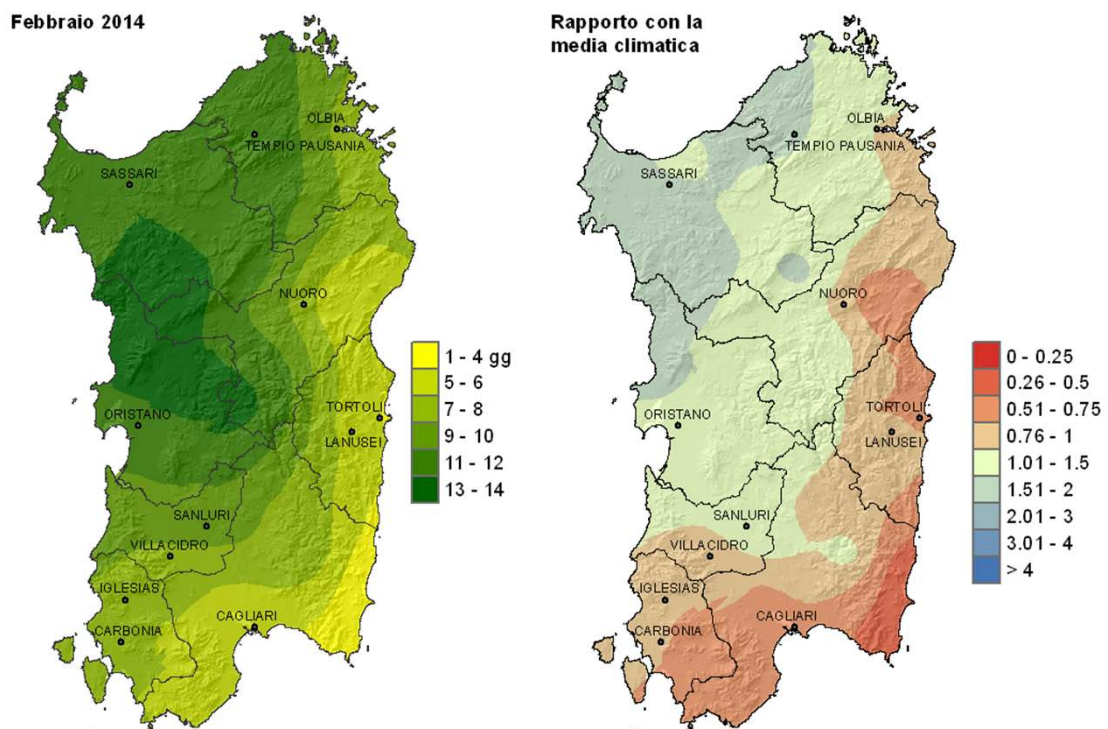 Febbraio 2014
OLBIA
TEMPIO PAUSANIA
SASSARI
NUORO
ORISTANO
TORTOLI
LANUSEI
SANLURI
VILLACIDRO
IGLESIAS
CARBONIA
CAGLIARI
1 - 4 gg
5 - 6
7 - 8
9 - 10
11 - 12
13 - 14
Rapporto con la
media climatica
OLBIA
TEMPIO PAUSANIA
SASSARI
NUORO
ORISTANO
TORTOLI
LANUSEI
SANLURI
VILLACIDRO
IGLESIAS
CARBONIA
CAGLIARI
0 - 0.25
0.26 - 0.5
0.51 - 0.75
0.76 - 1
1.01 - 1.5
1.51 - 2
2.01 - 3
3.01 - 4
> 4